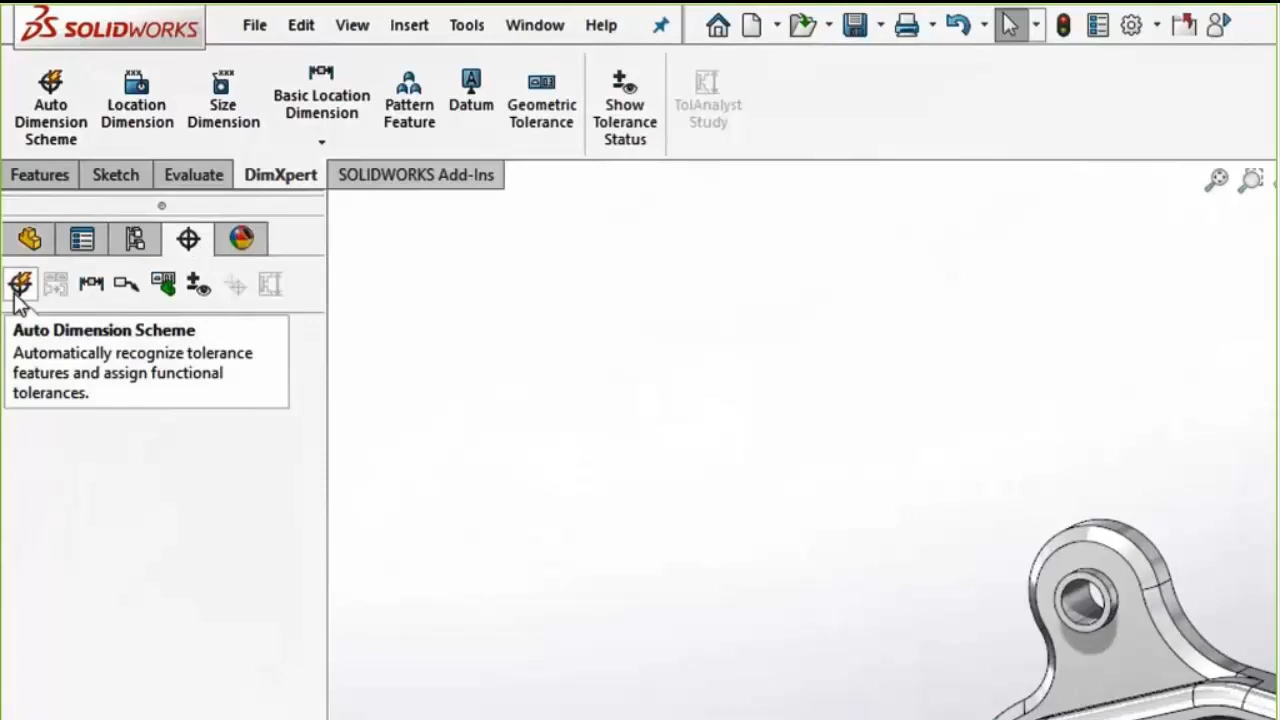 SOLIDWORKS File Edit View Insert Tools Window Help
Auto Dimension Scheme
Location Dimension
Size Dimension
Basic Location Dimension
Pattern Feature
Datum
Geometric Tolerance
Show Tolerance Status
TolAnalyst Study
Features Sketch Evaluate DimXpert SOLIDWORKS Add-Ins
Auto Dimension Scheme
Automatically recognize tolerance
features and assign functional
tolerances.